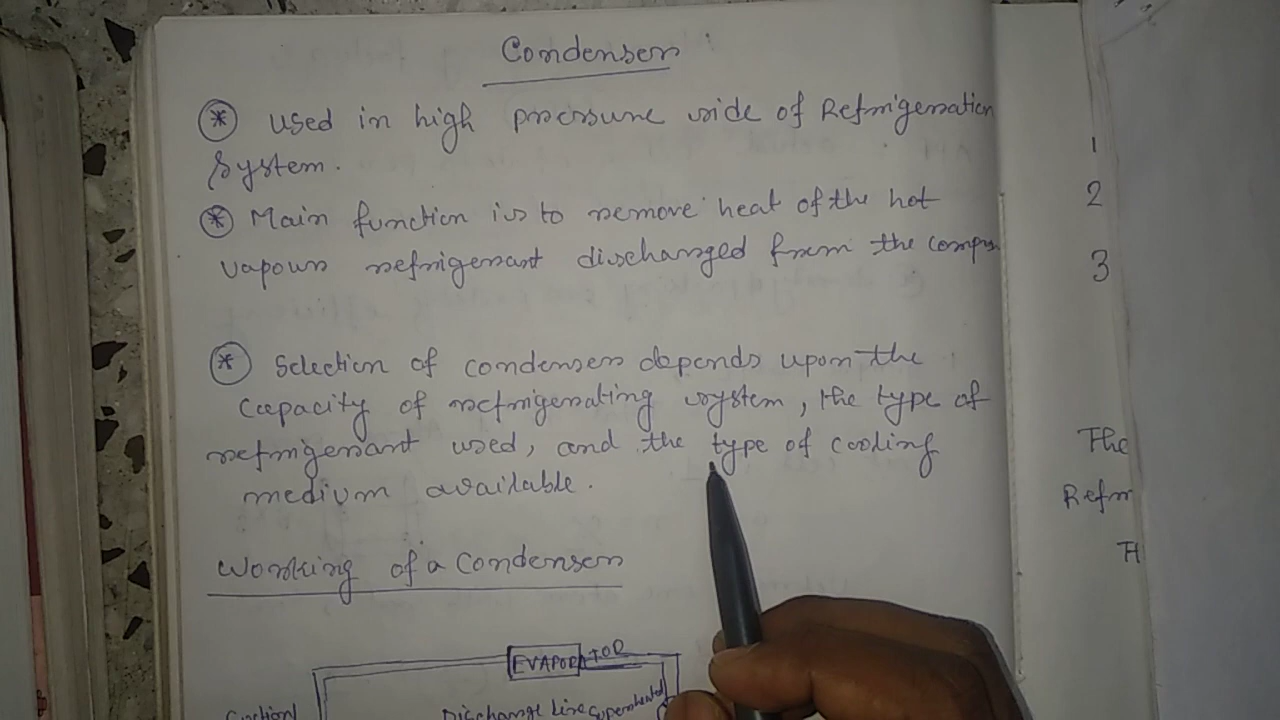 Condenser
* used in high pressure side of Refrigeration
System.
* Main function is to remove heat of the hot
vapour refrigerant discharged from the compr
* Selection of condenser depends upon the
Capacity of refrigerating system, the type of
refrigerant used, and the type of cooling
medium available.
Working of a Condenser
EVAPORATOR
Suction
Discharge Line Superheated
1
2
3
The
Refr